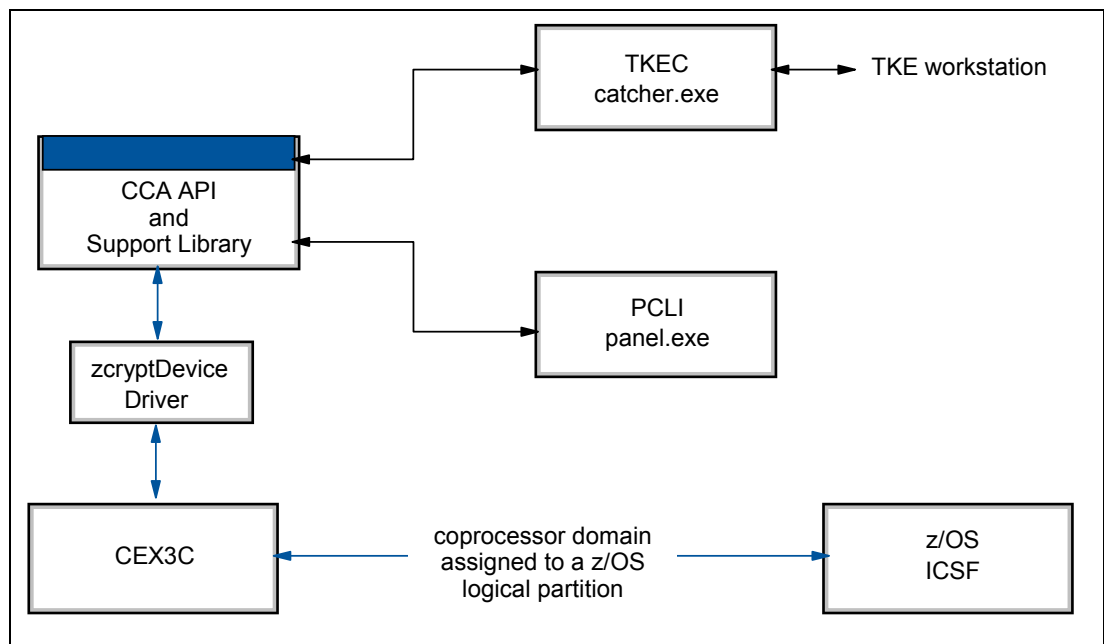 TKEC
catcher.exe
TKE workstation
CCA API
and
Support Library
PCLI
panel.exe
zcryptDevice
Driver
CEX3C
coprocessor domain
assigned to a z/OS
logical partition
z/OS
ICSF